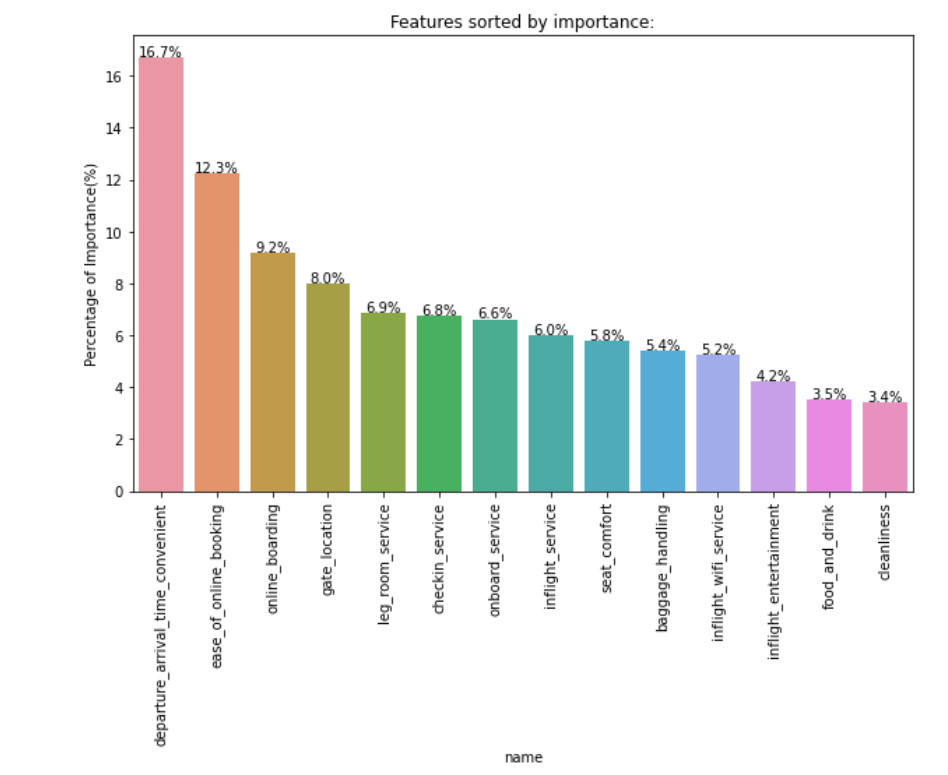 Features sorted by importance:
Percentage of Importance(%)
16
14
12
10
8
6
4
2
0
16.7%
12.3%
9.2%
8.0%
6.9%
6.8%
6.6%
6.0%
5.8%
5.4%
5.2%
4.2%
3.5%
3.4%
departure_arrival_time_convenient
ease_of_online_booking
online_boarding
gate_location
leg_room_service
checkin_service
onboard_service
inflight_service
seat_comfort
baggage_handling
inflight_wifi_service
inflight_entertainment
food_and_drink
cleanliness
name